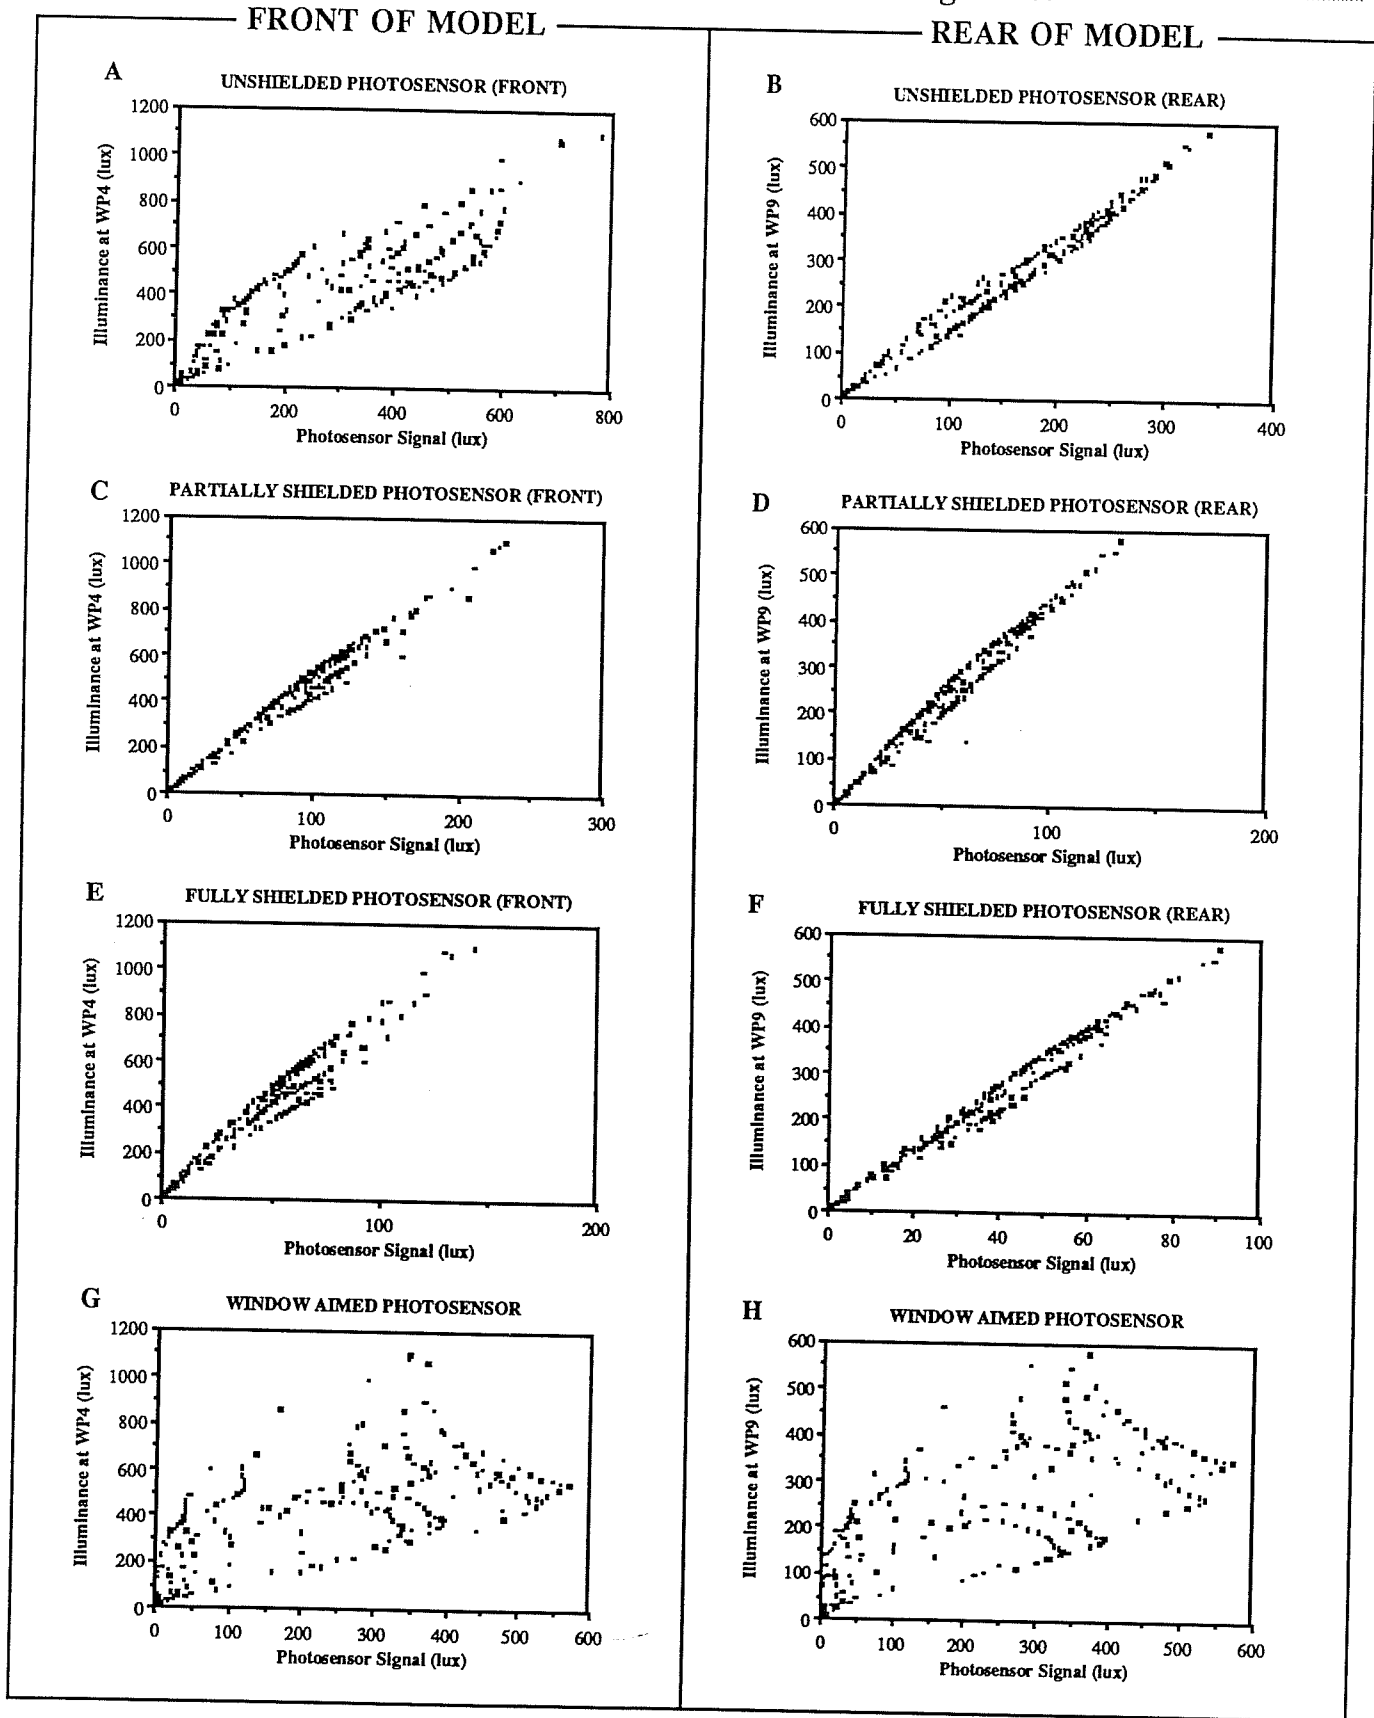 FRONT OF MODEL
REAR OF MODEL
A
UNSHIELDED PHOTOSENSOR (FRONT)
Illuminance at WP4 (lux)
1200
1000
800
600
400
200
0
0 200 400 600 800
Photosensor Signal (lux)
B
UNSHIELDED PHOTOSENSOR (REAR)
Illuminance at WP9 (lux)
600
500
400
300
200
100
0
0 100 200 300 400
Photosensor Signal (lux)
C
PARTIALLY SHIELDED PHOTOSENSOR (FRONT)
Illuminance at WP4 (lux)
1200
1000
800
600
400
200
0
0 100 200 300
Photosensor Signal (lux)
D
PARTIALLY SHIELDED PHOTOSENSOR (REAR)
Illuminance at WP9 (lux)
600
500
400
300
200
100
0
0 100 200
Photosensor Signal (lux)
E
FULLY SHIELDED PHOTOSENSOR (FRONT)
Illuminance at WP4 (lux)
1200
1000
800
600
400
200
0
0 100 200
Photosensor Signal (lux)
F
FULLY SHIELDED PHOTOSENSOR (REAR)
Illuminance at WP9 (lux)
600
500
400
300
200
100
0
0 20 40 60 80 100
Photosensor Signal (lux)
G
WINDOW AIMED PHOTOSENSOR
Illuminance at WP4 (lux)
1200
1000
800
600
400
200
0
0 100 200 300 400 500 600
Photosensor Signal (lux)
H
WINDOW AIMED PHOTOSENSOR
Illuminance at WP9 (lux)
600
500
400
300
200
100
0
0 100 200 300 400 500 600
Photosensor Signal (lux)